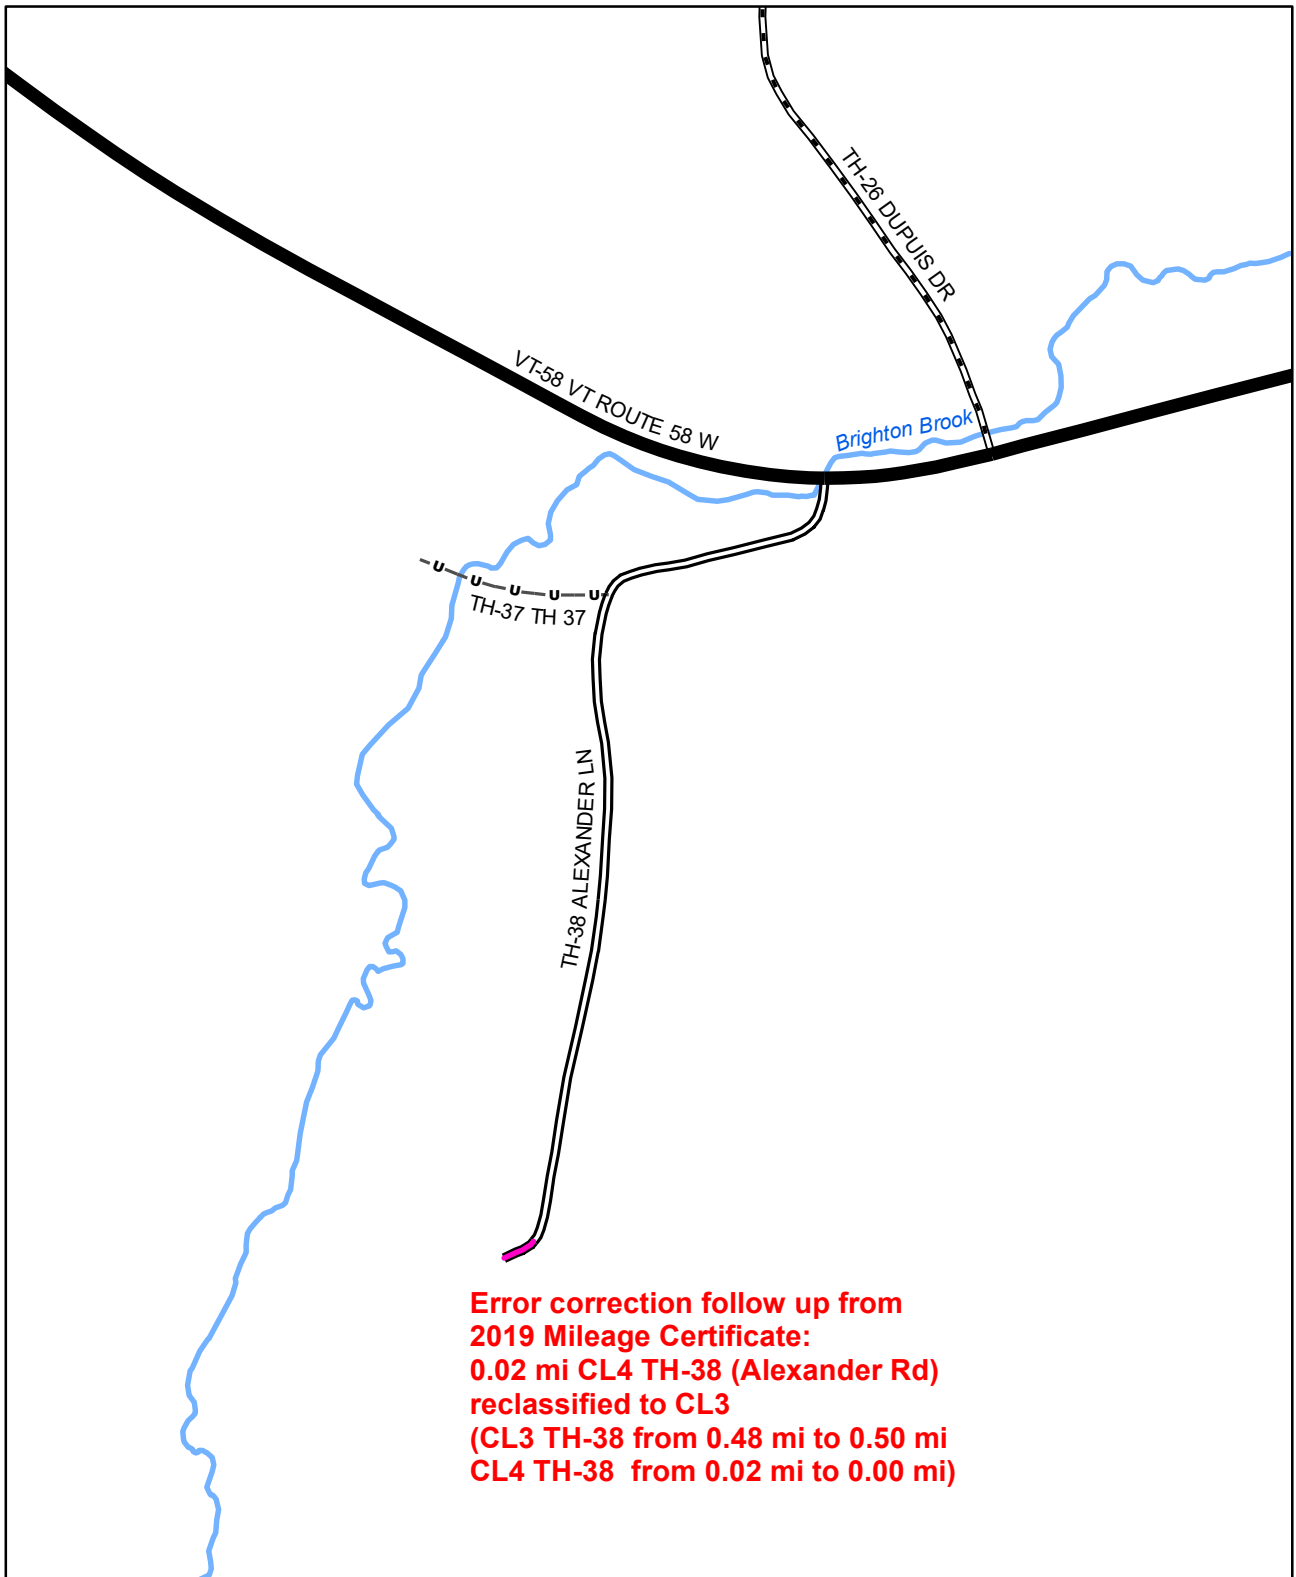 TH-26 DUPUIS DR
VT-58 VT ROUTE 58 W
Brighton Brook
U U U U U
TH-37 TH 37
TH-38 ALEXANDER LN
Error correction follow up from
2019 Mileage Certificate:
0.02 mi CL4 TH-38 (Alexander Rd)
reclassified to CL3
(CL3 TH-38 from 0.48 mi to 0.50 mi
CL4 TH-38  from 0.02 mi to 0.00 mi)